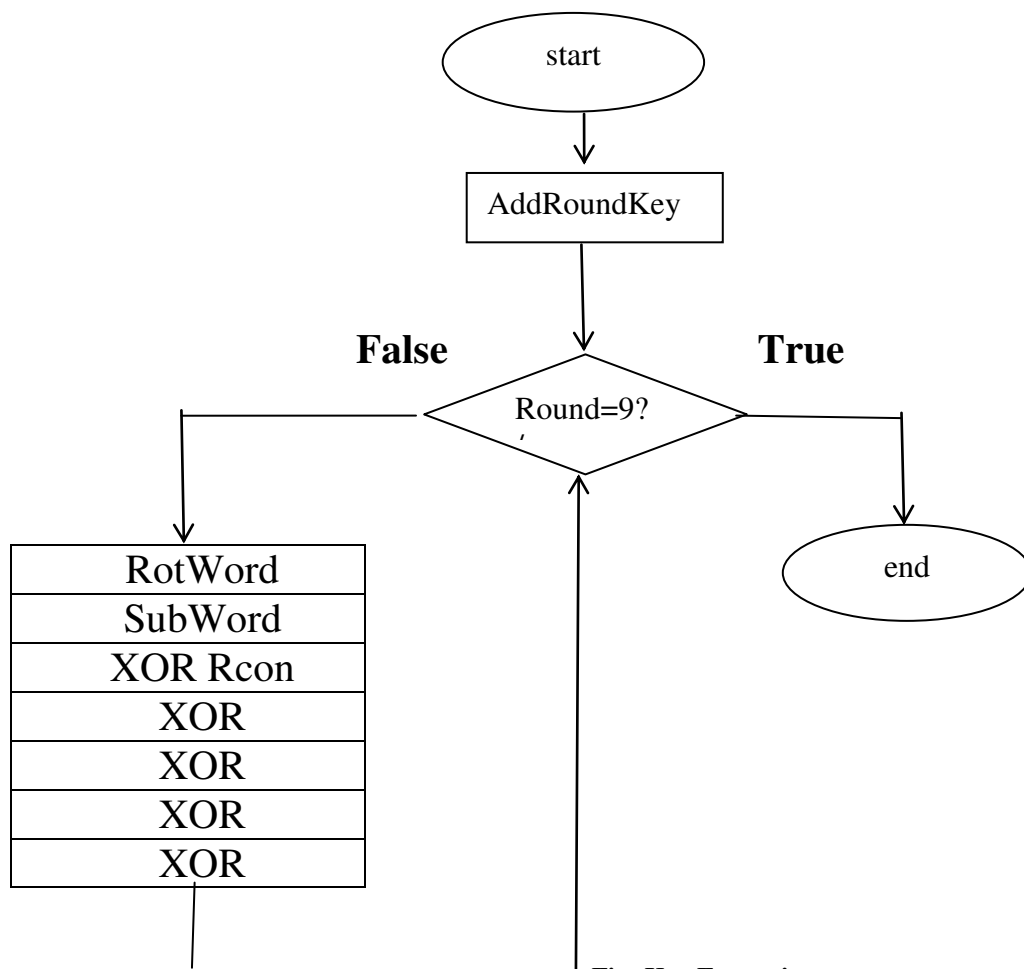 start
AddRoundKey
False
True
Round=9?
end
RotWord
SubWord
XOR Rcon
XOR
XOR
XOR
XOR